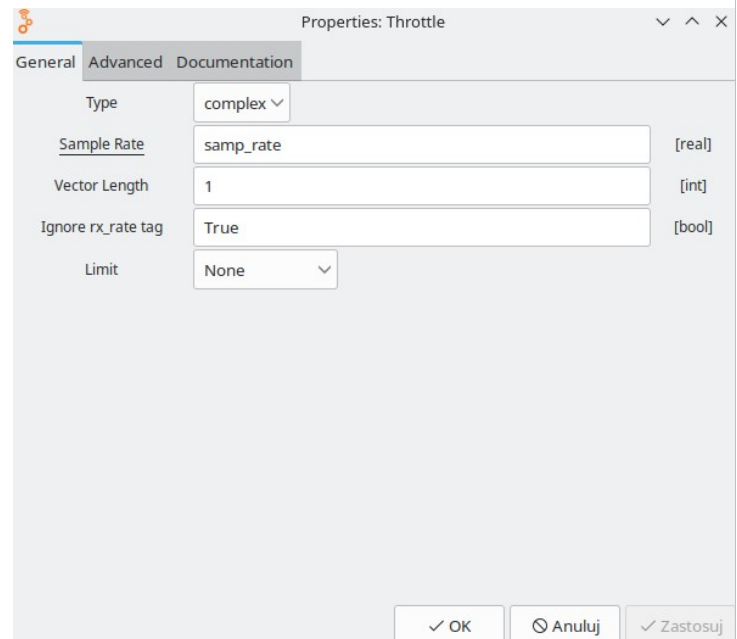 Properties: Throttle
General Advanced Documentation
Type complex
Sample Rate samp_rate [real]
Vector Length 1 [int]
Ignore rx_rate tag True [bool]
Limit None
OK Anuluj Zastosuj